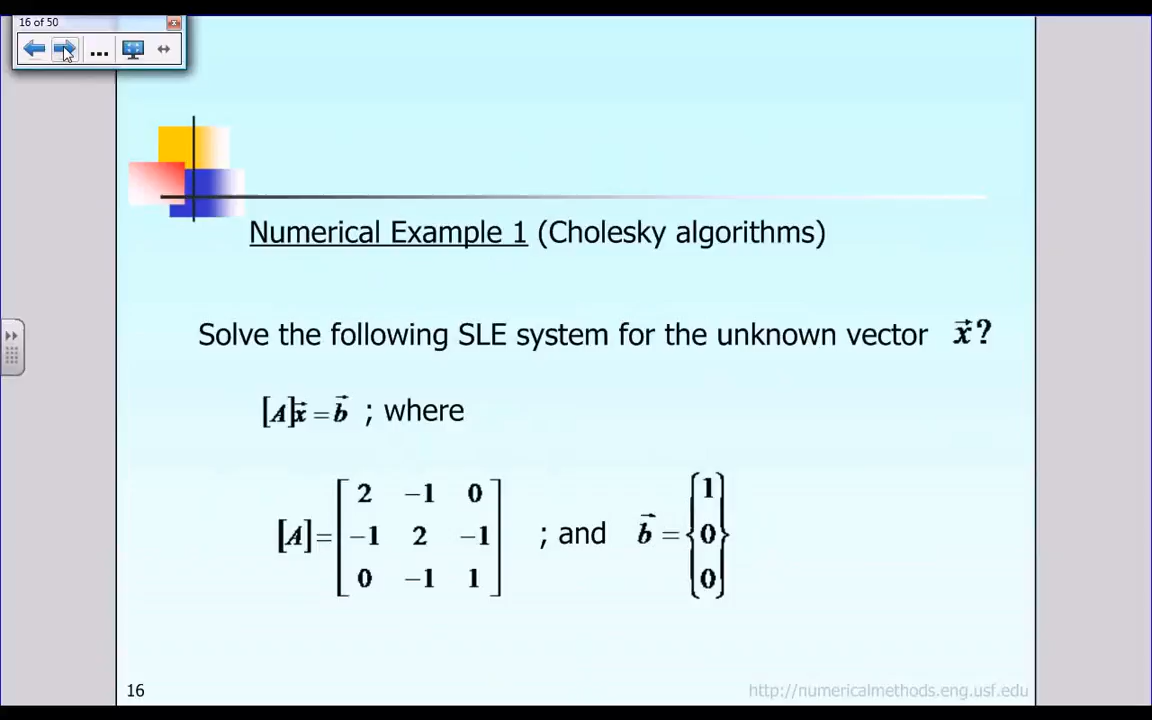 16 of 50
Numerical Example 1 (Cholesky algorithms)
Solve the following SLE system for the unknown vector x⃗?
[A]x⃗ = b⃗ ; where
[A] = [2 −1 0
−1 2 −1
0 −1 1] ; and b⃗ = {1
0
0}
16
http://numericalmethods.eng.usf.edu